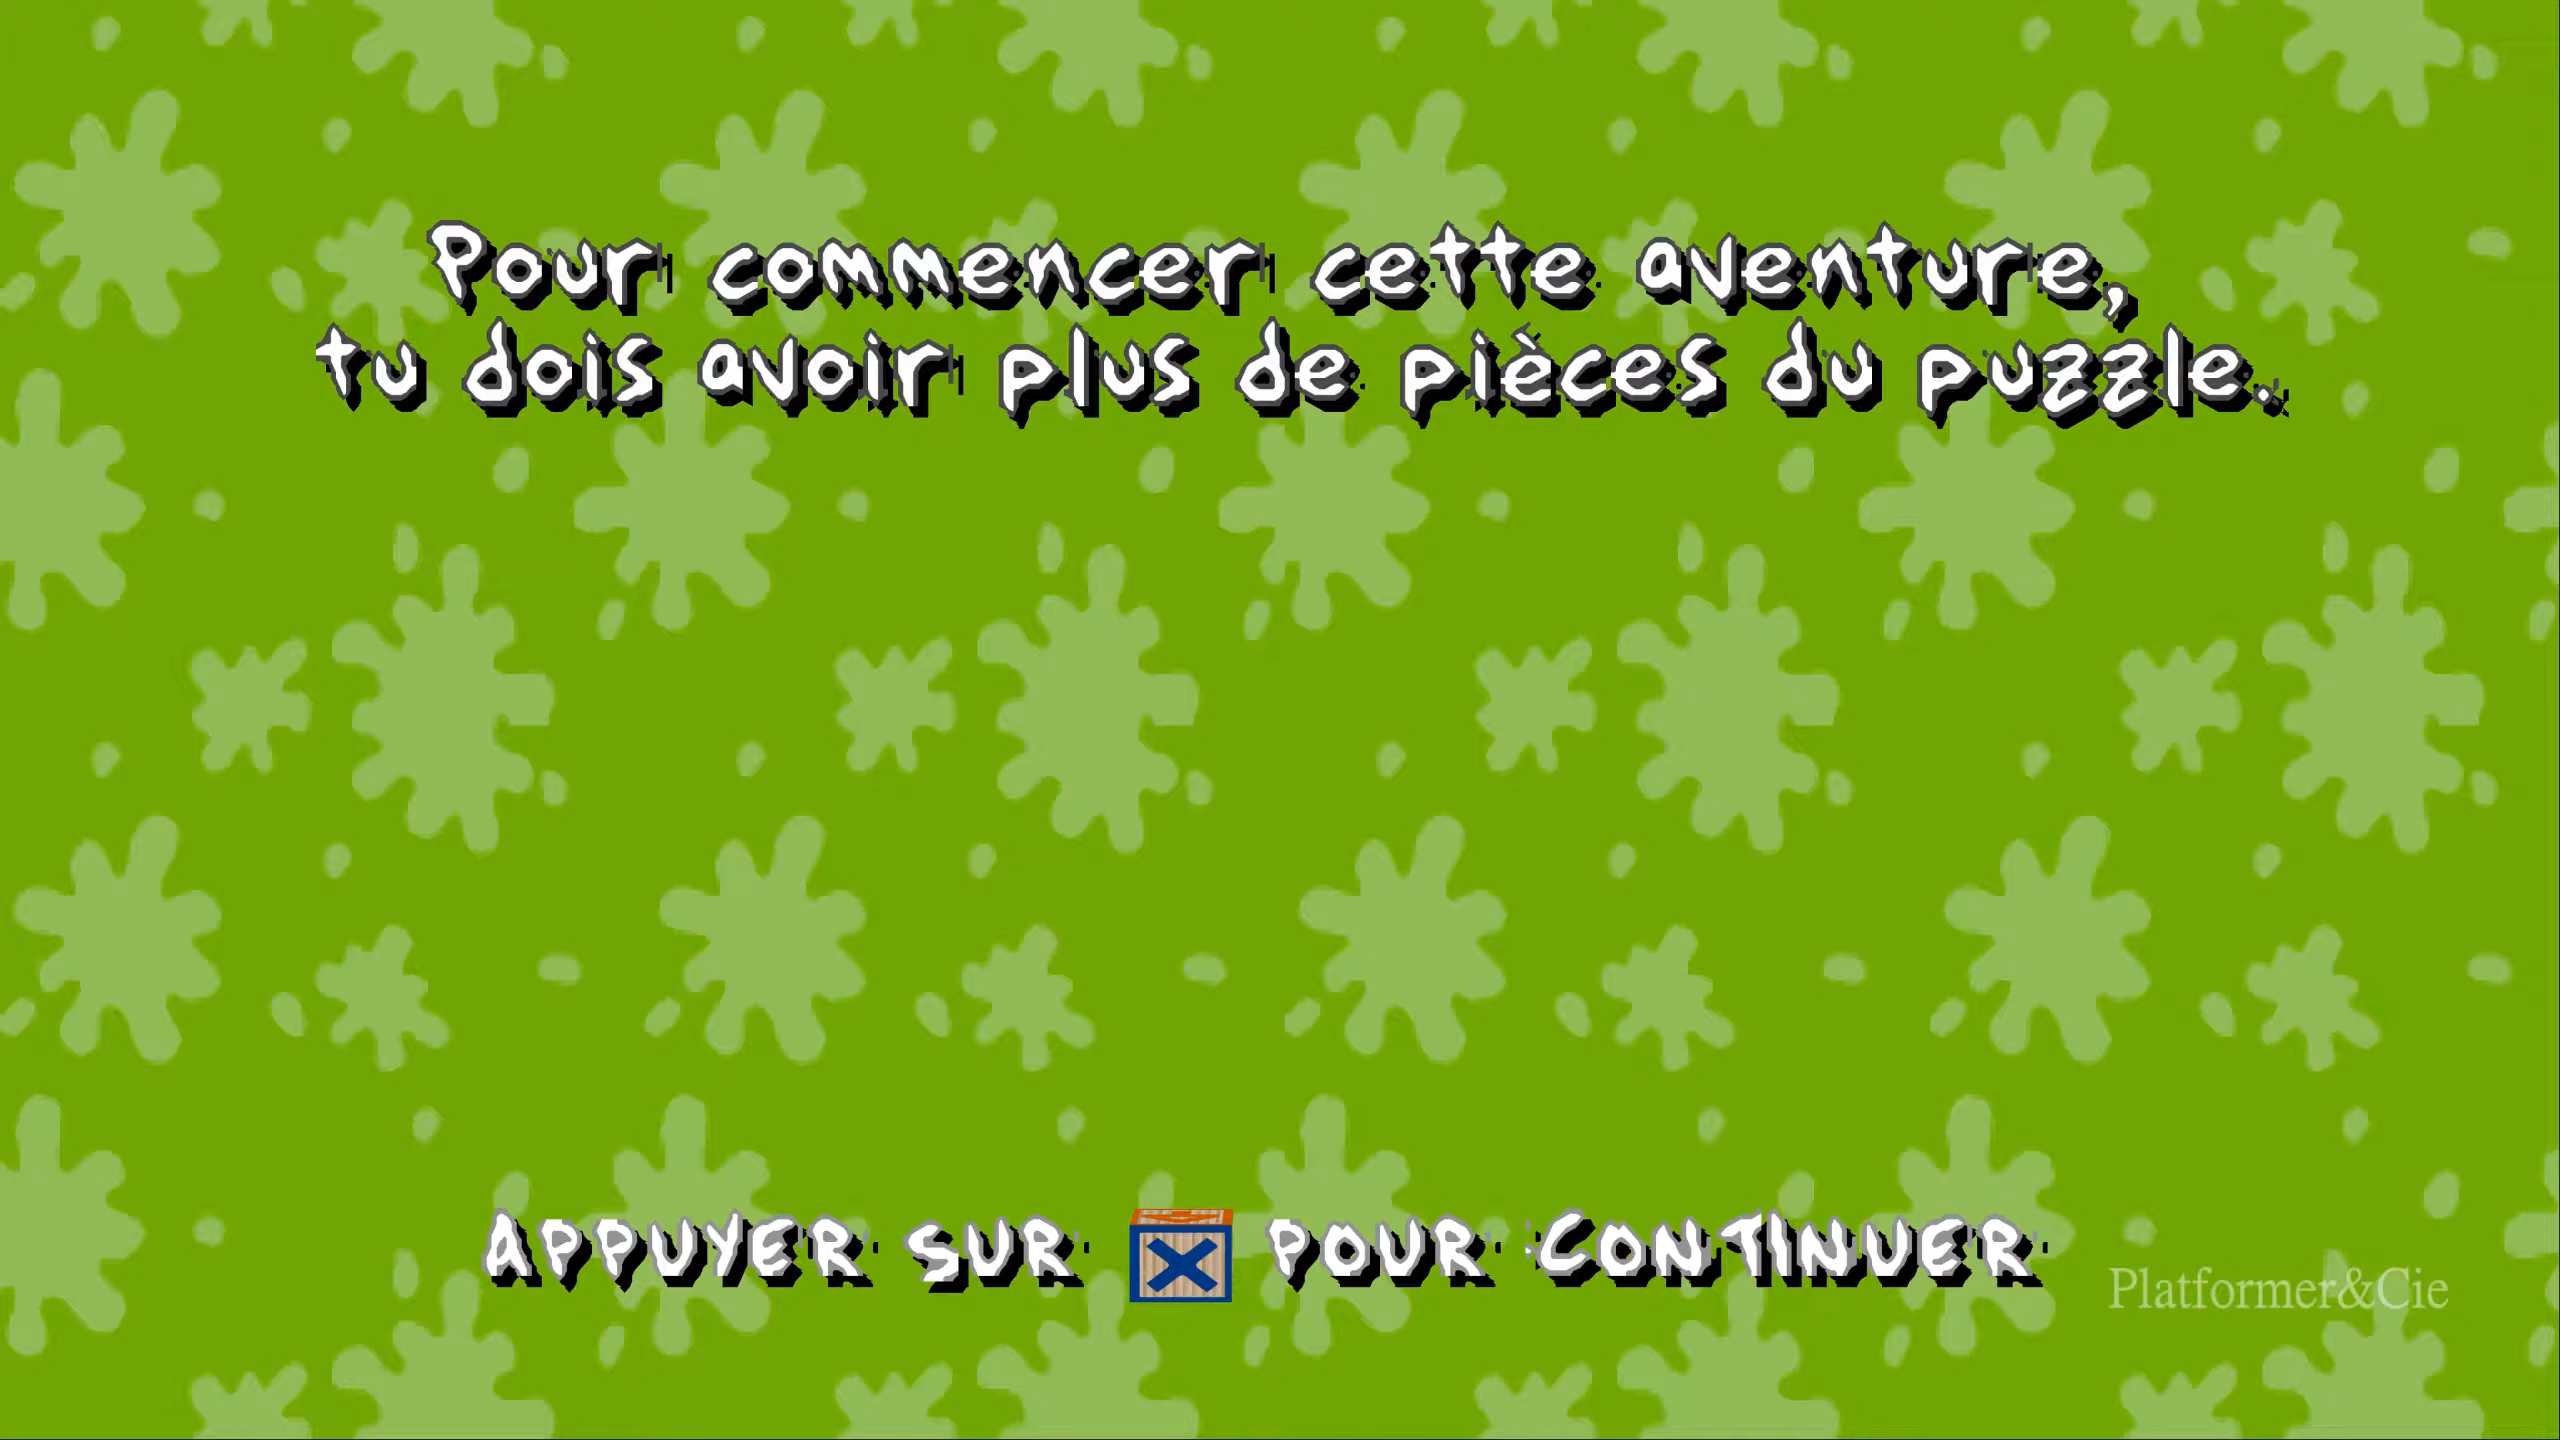 Pour commencer cette aventure,
tu dois avoir plus de pièces du puzzle.
APPUYER SUR X POUR CONTINUER
Platformer&Cie